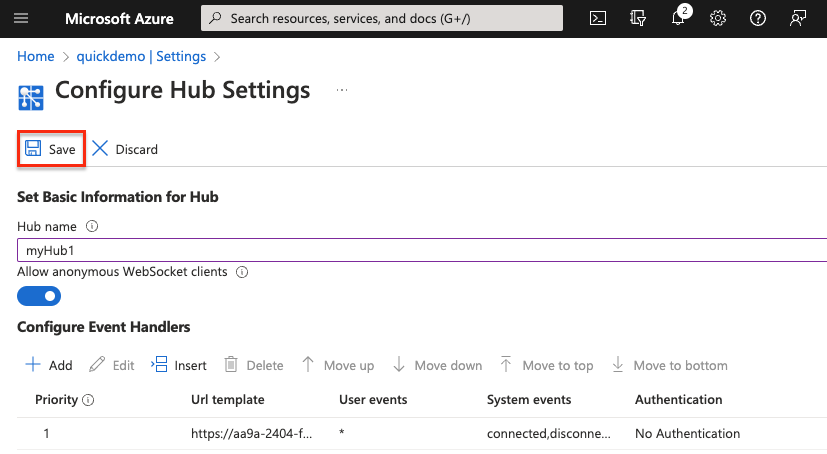 Microsoft Azure
Search resources, services, and docs (G+/)
2
Home > quickdemo | Settings >
Configure Hub Settings ...
Save Discard
Set Basic Information for Hub
Hub name
myHub1
Allow anonymous WebSocket clients
Configure Event Handlers
Add Edit Insert Delete Move up Move down Move to top Move to bottom
Priority Url template User events System events Authentication
1 https://aa9a-2404-f... * connected,disconne... No Authentication